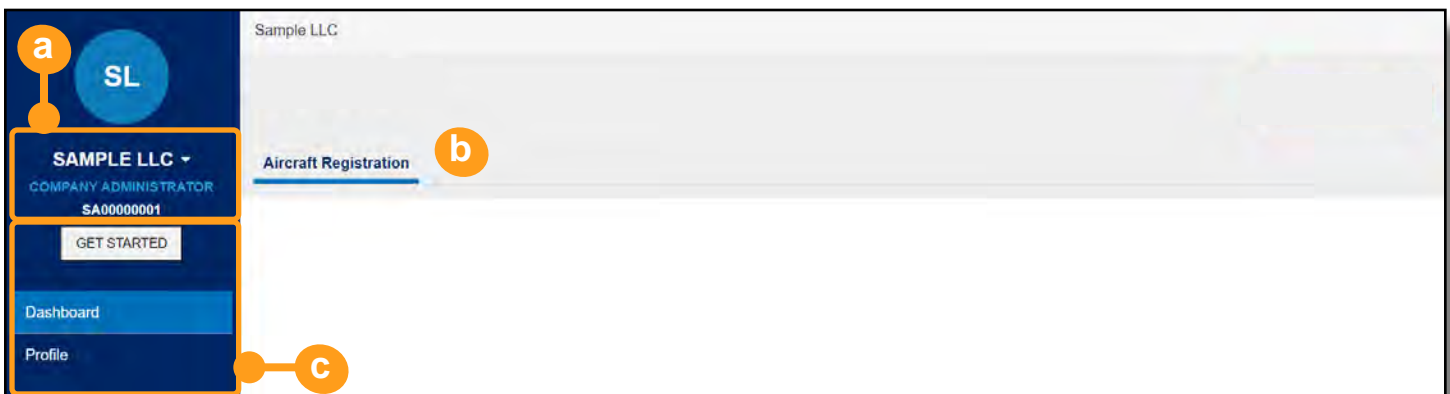 a
SL
SAMPLE LLC
COMPANY ADMINISTRATOR
SA00000001
GET STARTED
Dashboard
Profile
c
Sample LLC
Aircraft Registration
b